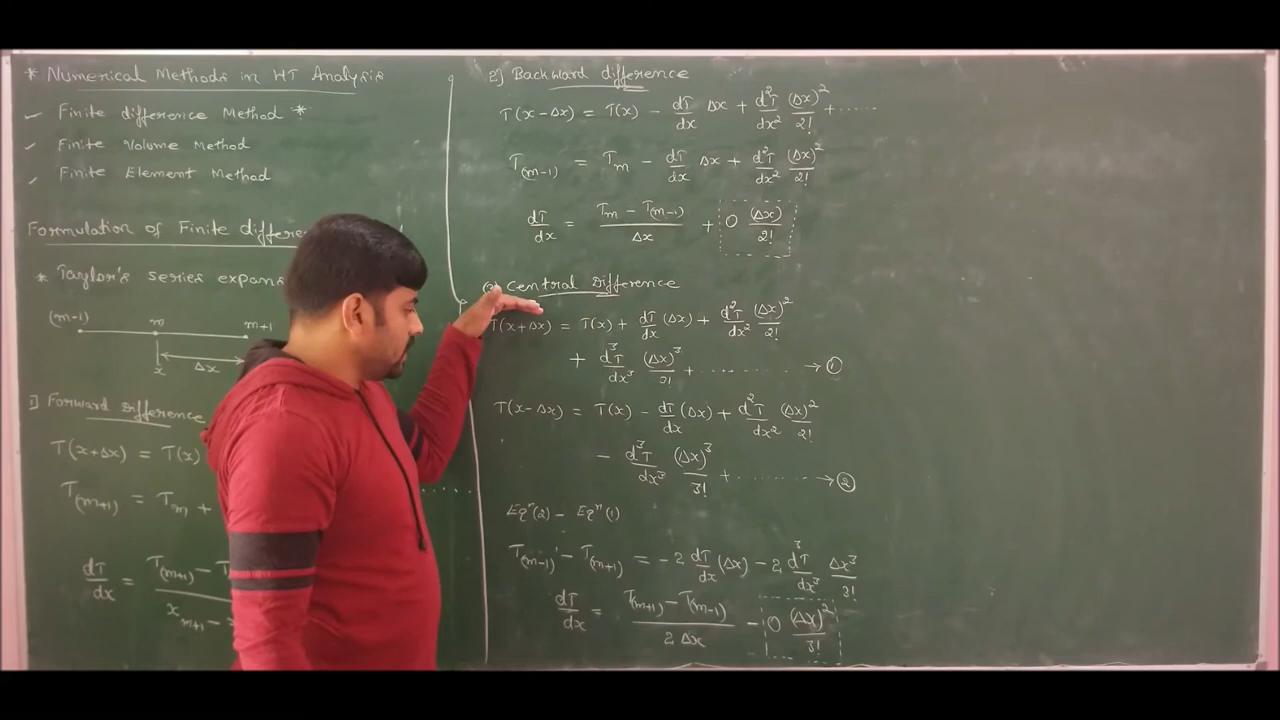 * Numerical Methods in HT Analysis
✓ Finite difference Method *
✓ Finite Volume Method
✓ Finite Element Method
Formulation of Finite
* Taylor's series
(m-1) m m+1
x Δx
1] Forward Difference
T(x+Δx) = T(x)
T(m+1) = Tm +
dT/dx = T(m+1) - T / x m+1 -
2] Backward difference
T(x-Δx) = T(x) - dT/dx Δx + d²T/dx² (Δx)²/2! + ......
T(m-1) = Tm - dT/dx Δx + d²T/dx² (Δx)²/2!
dT/dx = Tm - T(m-1) / Δx + O (Δx)/2!
Central Difference
T(x+Δx) = T(x) + dT/dx (Δx) + d²T/dx² (Δx)²/2!
+ d³T/dx³ (Δx)³/3! + ............ → ①
T(x-Δx) = T(x) - dT/dx (Δx) + d²T/dx² (Δx)²/2!
- d³T/dx³ (Δx)³/3! + ............ → ②
Eqⁿ(2) - Eqⁿ(1)
T(m-1) - T(m+1) = -2 dT/dx (Δx) - 2 d³T/dx³ Δx³/3!
dT/dx = T(m+1) - T(m-1) / 2 Δx - O (Δx)²/3!